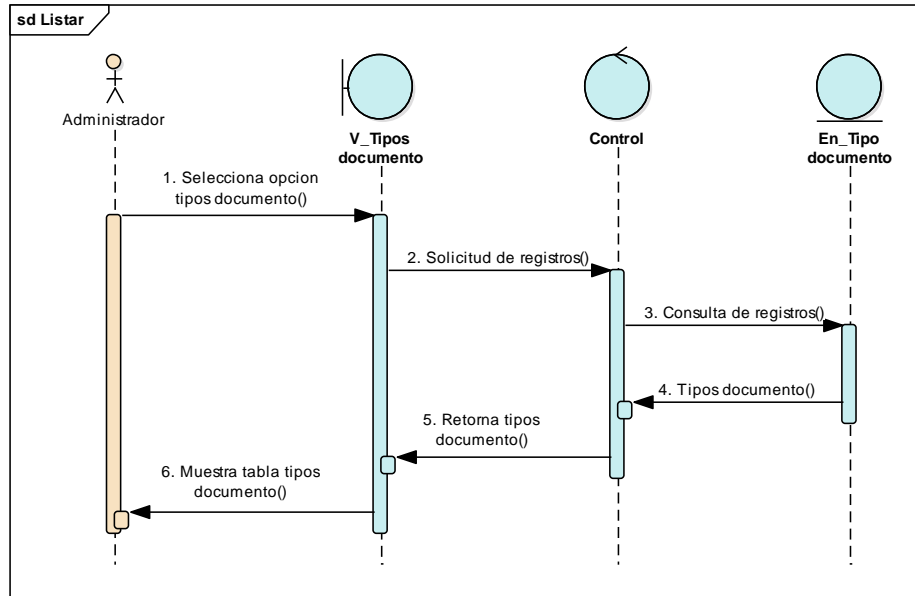 sd Listar
Administrador
V_Tipos
documento
Control
En_Tipo
documento
1. Selecciona opcion
tipos documento()
2. Solicitud de registros()
3. Consulta de registros()
4. Tipos documento()
5. Retorna tipos
documento()
6. Muestra tabla tipos
documento()